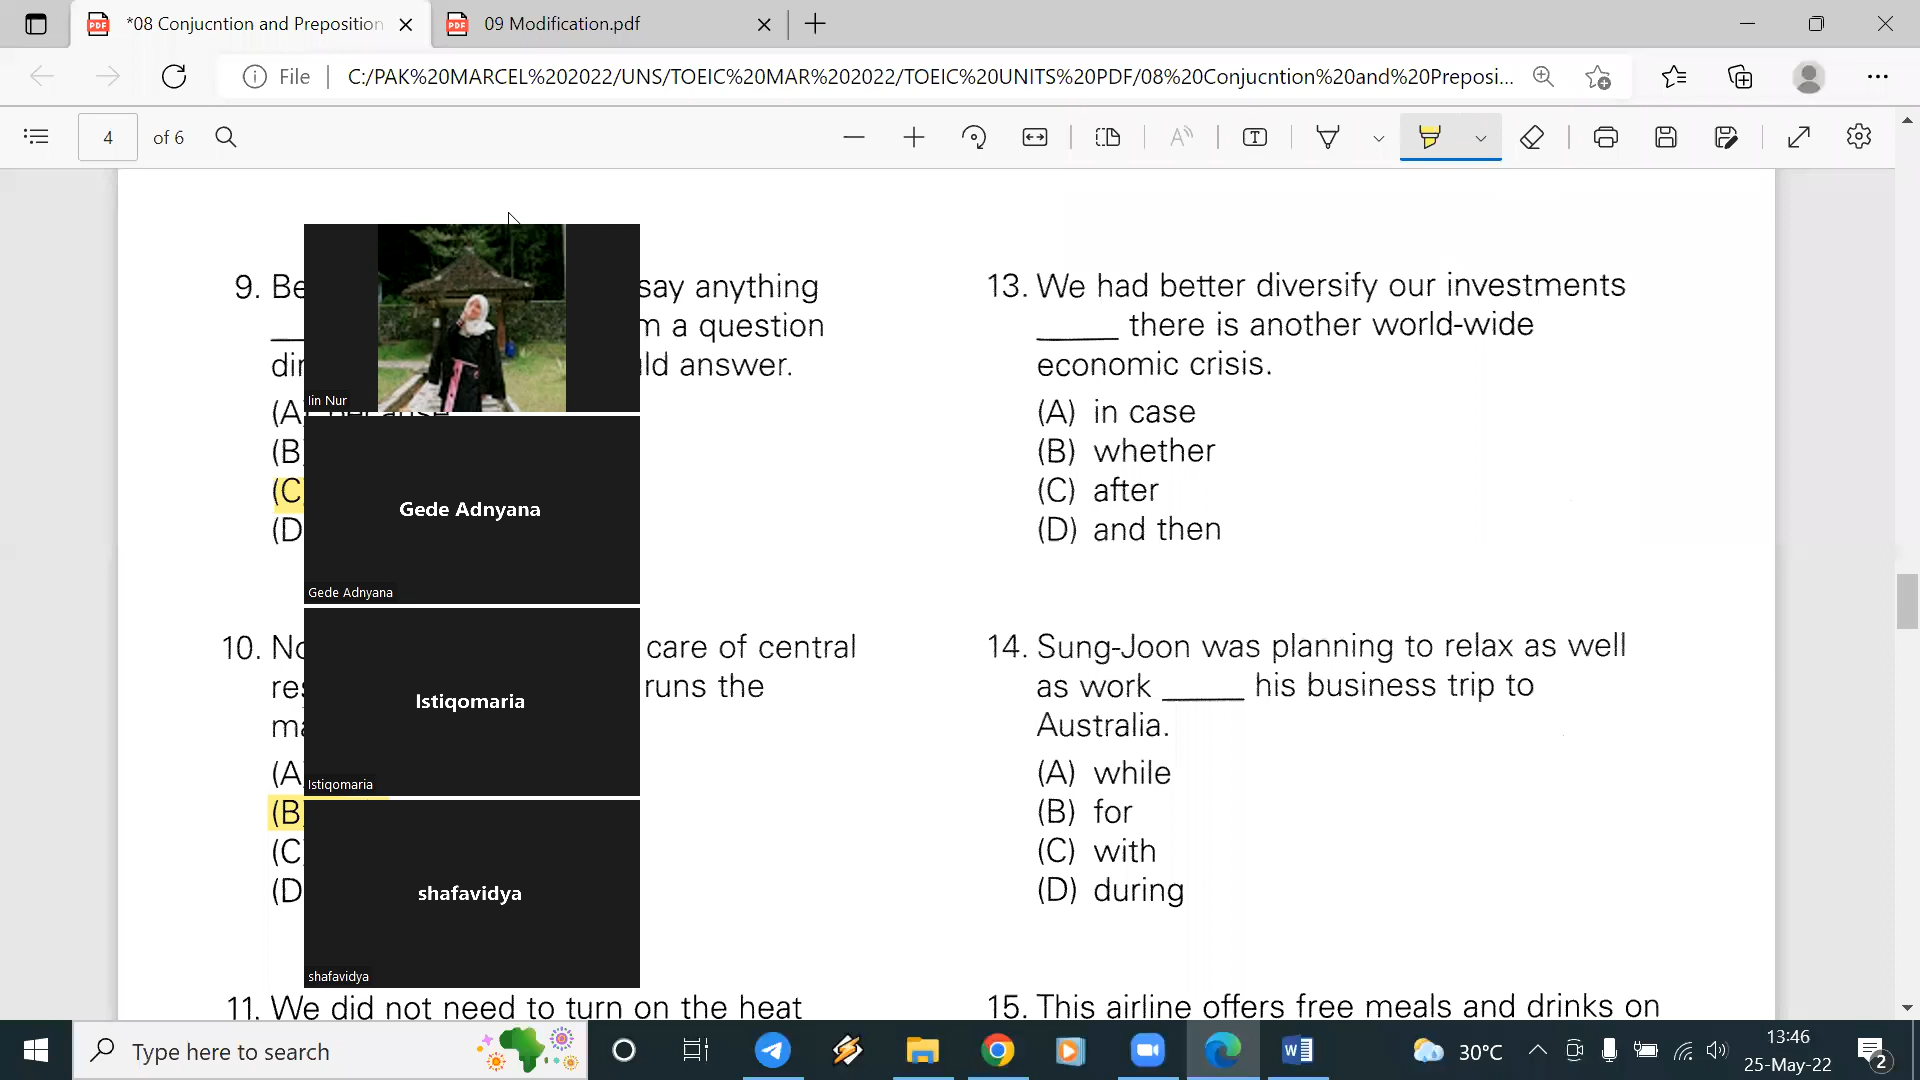 *08 Conjucntion and Preposition
09 Modification.pdf
File
C:/PAK%20MARCEL%202022/UNS/TOEIC%20MAR%202022/TOEIC%20UNITS%20PDF/08%20Conjucntion%20and%20Preposi...
4 of 6
9. Be say anything
m a question
dir ld answer.
(A)
(B)
(C)
(D)
10. No care of central
res runs the
ma
(A)
(B)
(C)
(D)
11. We did not need to turn on the heat
Iin Nur
Gede Adnyana
Gede Adnyana
Istiqomaria
Istiqomaria
shafavidya
shafavidya
13. We had better diversify our investments
_____ there is another world-wide
economic crisis.
(A) in case
(B) whether
(C) after
(D) and then
14. Sung-Joon was planning to relax as well
as work _____ his business trip to
Australia.
(A) while
(B) for
(C) with
(D) during
15. This airline offers free meals and drinks on
Type here to search
30°C
13:46
25-May-22
2